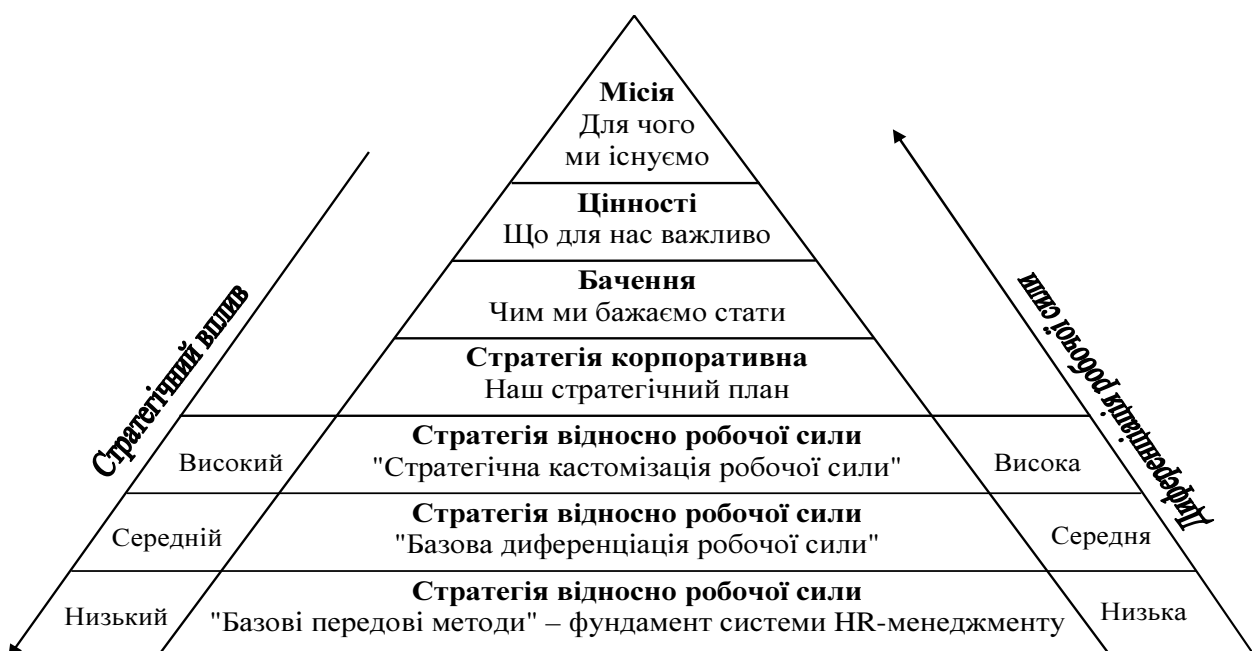 Місія
Для чого
ми існуємо
Цінності
Що для нас важливо
Бачення
Чим ми бажаємо стати
Стратегія корпоративна
Наш стратегічний план
Стратегічний вплив
Диференціація робочої сили
Стратегія відносно робочої сили
Високий "Стратегічна кастомізація робочої сили" Висока
Стратегія відносно робочої сили
Середній "Базова диференціація робочої сили" Середня
Стратегія відносно робочої сили
Низький "Базові передові методи" – фундамент системи HR-менеджменту Низька